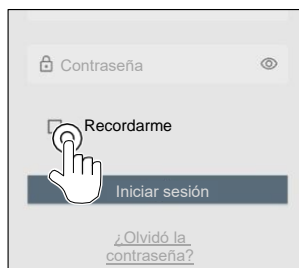 Contraseña
Recordarme
Iniciar sesión
¿Olvidó la
contraseña?